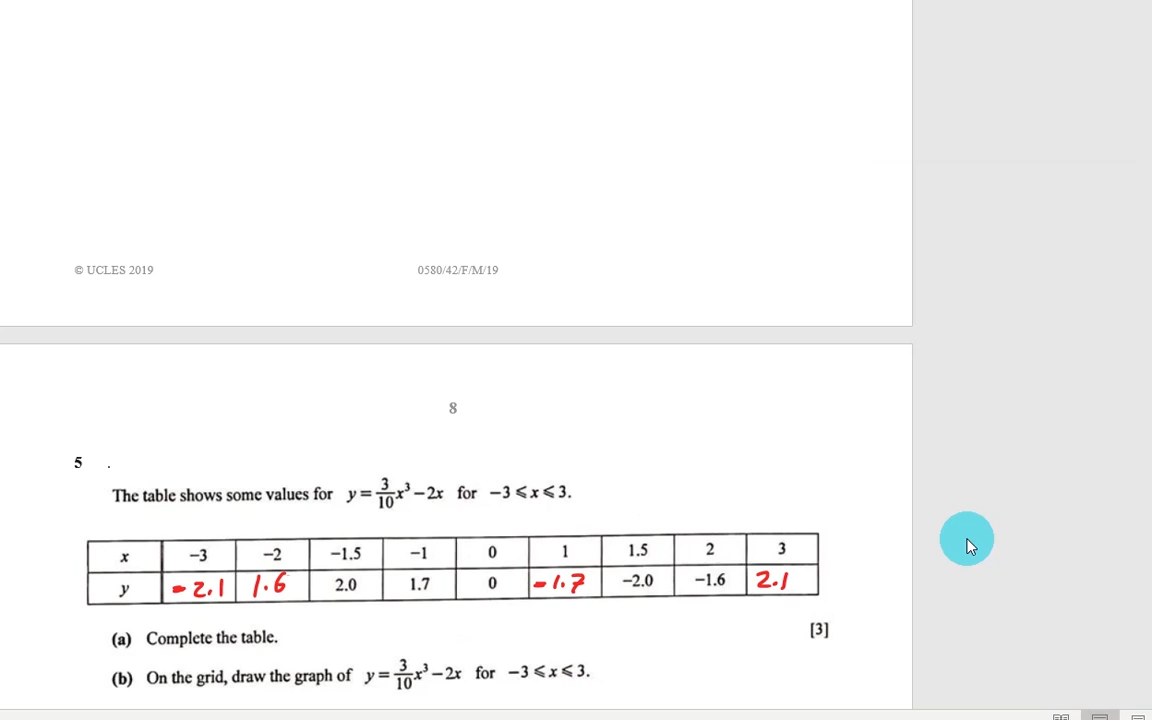 © UCLES 2019 0580/42/F/M/19
8
5 .
The table shows some values for y = 3/10 x³ − 2x for −3 ⩽ x ⩽ 3.
x −3 −2 −1.5 −1 0 1 1.5 2 3
y -2.1 1.6 2.0 1.7 0 -1.7 −2.0 −1.6 2.1
[3]
(a) Complete the table.
(b) On the grid, draw the graph of y = 3/10 x³ − 2x for −3 ⩽ x ⩽ 3.